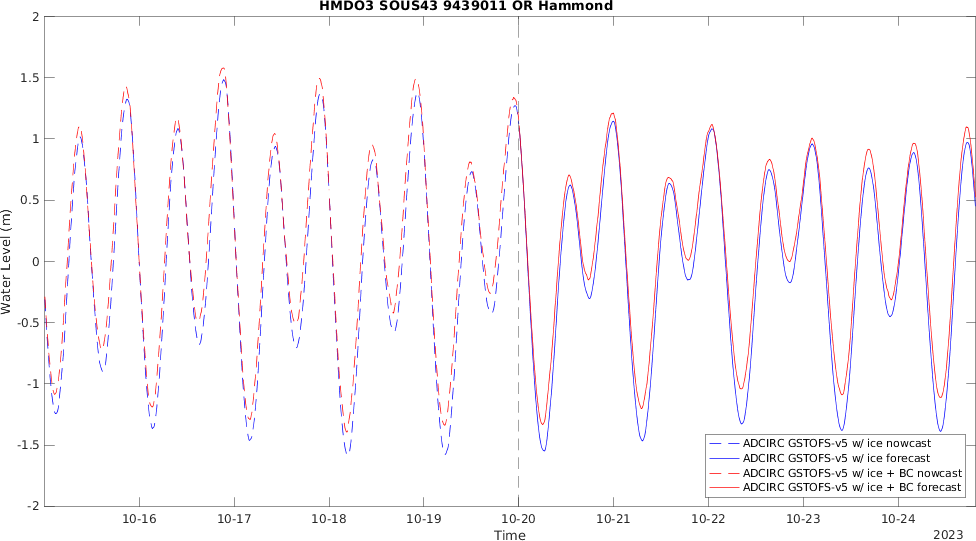 HMDO3 SOUS43 9439011 OR Hammond
2
1.5
1
0.5
0
-0.5
-1
-1.5
-2
Water Level (m)
10-16 10-17 10-18 10-19 10-20 10-21 10-22 10-23 10-24
Time
2023
ADCIRC GSTOFS-v5 w/ ice nowcast
ADCIRC GSTOFS-v5 w/ ice forecast
ADCIRC GSTOFS-v5 w/ ice + BC nowcast
ADCIRC GSTOFS-v5 w/ ice + BC forecast